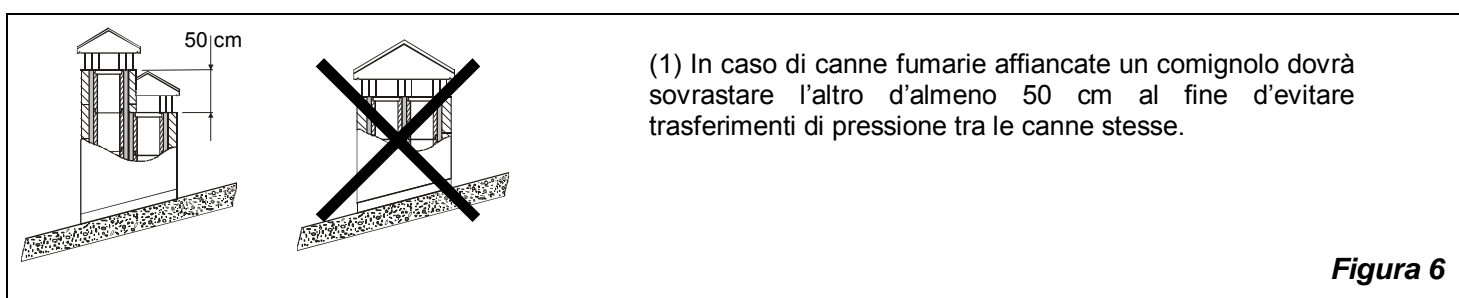 50 cm
(1) In caso di canne fumarie affiancate un comignolo dovrà
sovrastare l'altro d'almeno 50 cm al fine d'evitare
trasferimenti di pressione tra le canne stesse.
Figura 6